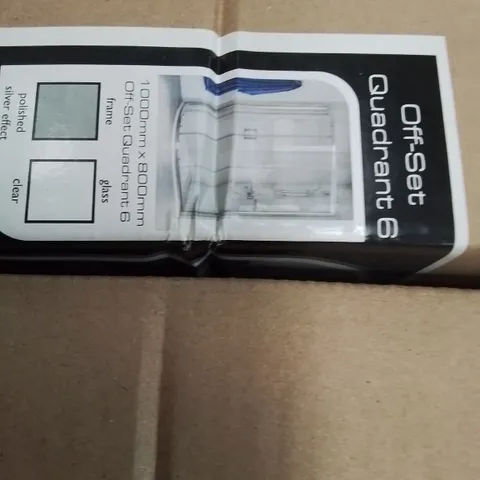 Off-Set
Quadrant 6
1000mm x 800mm
Off-Set Quadrant 6
frame
polished
silver effect
glass
clear